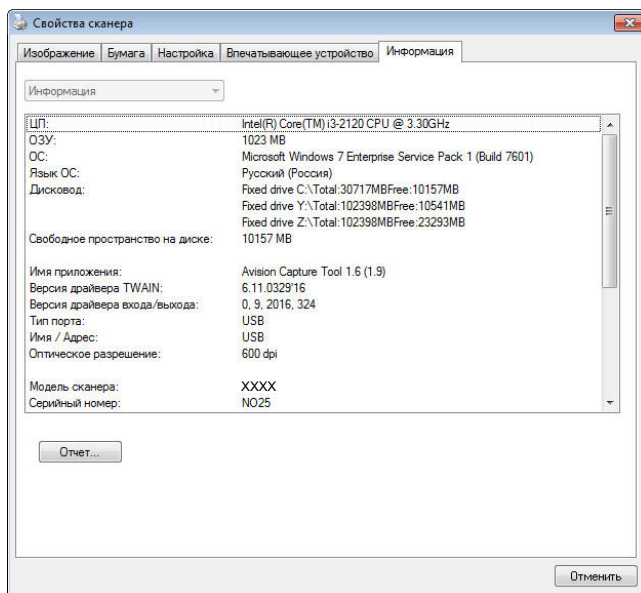 Свойства сканера
Изображение Бумага Настройка Впечатывающее устройство Информация
Информация
ЦП: Intel(R) Core(TM) i3-2120 CPU @ 3.30GHz
ОЗУ: 1023 MB
ОС: Microsoft Windows 7 Enterprise Service Pack 1 (Build 7601)
Язык ОС: Русский (Россия)
Дисковод: Fixed drive C:\Total:30717MBFree:10157MB
Fixed drive Y:\Total:102398MBFree:10541MB
Fixed drive Z:\Total:102398MBFree:23293MB
Свободное пространство на диске: 10157 MB
Имя приложения: Avision Capture Tool 1.6 (1.9)
Версия драйвера TWAIN: 6.11.0329'16
Версия драйвера входа/выхода: 0, 9, 2016, 324
Тип порта: USB
Имя / Адрес: USB
Оптическое разрешение: 600 dpi
Модель сканера: XXXX
Серийный номер: NO25
Отчет...
Отменить